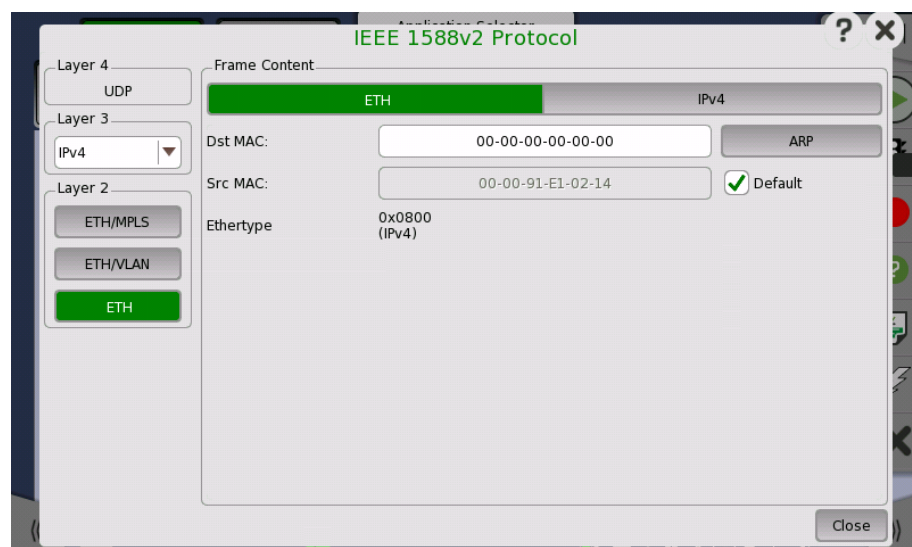 Application Selector
IEEE 1588v2 Protocol
?
Layer 4
UDP
Layer 3
IPv4
Layer 2
ETH/MPLS
ETH/VLAN
ETH
Frame Content
ETH IPv4
Dst MAC: 00-00-00-00-00-00 ARP
Src MAC: 00-00-91-E1-02-14 Default
Ethertype 0x0800
(IPv4)
Close